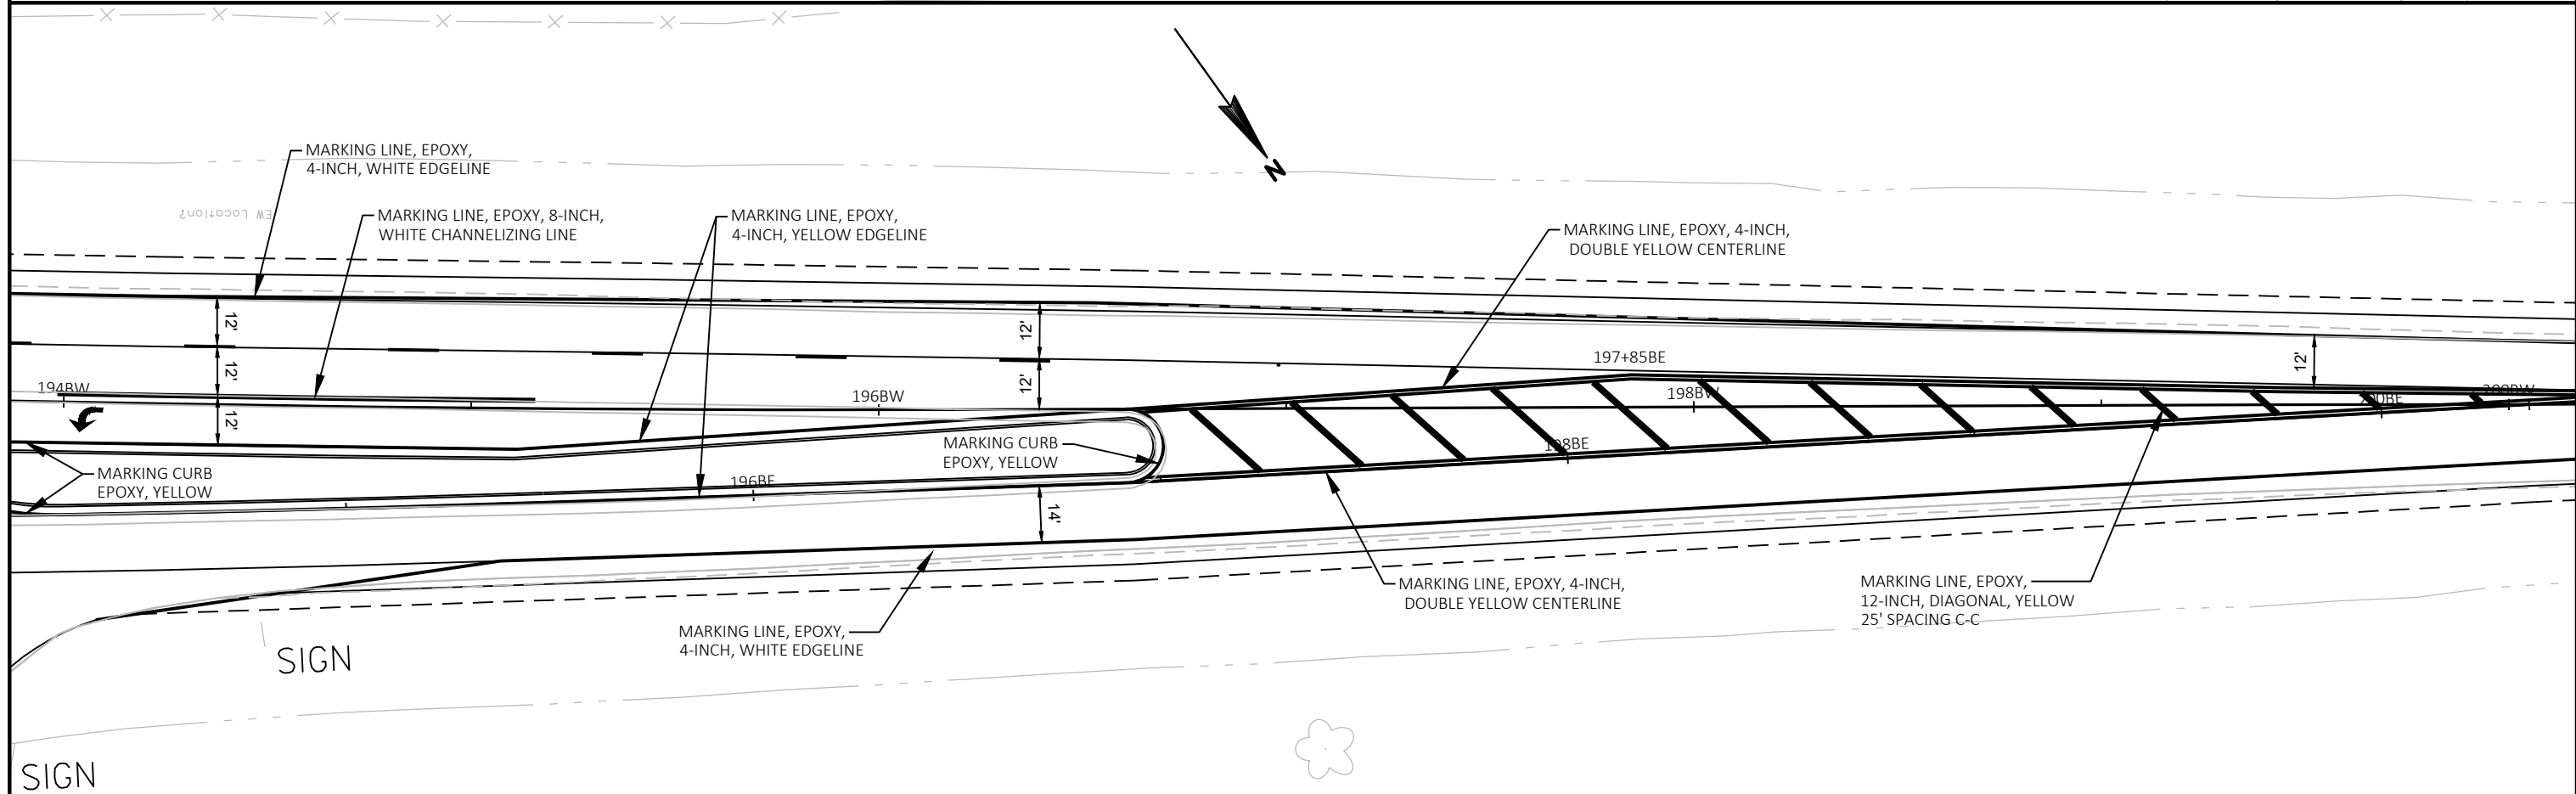 MARKING LINE, EPOXY,
4-INCH, WHITE EDGELINE
EW Location?
MARKING LINE, EPOXY, 8-INCH,
WHITE CHANNELIZING LINE
MARKING LINE, EPOXY,
4-INCH, YELLOW EDGELINE
MARKING LINE, EPOXY, 4-INCH,
DOUBLE YELLOW CENTERLINE
N
12'
12'
12'
12'
12'
12'
197+85BE
194BW
196BW
198BW
200BW
200BE
198BE
196BE
MARKING CURB
EPOXY, YELLOW
MARKING CURB
EPOXY, YELLOW
14'
MARKING LINE, EPOXY, 4-INCH,
DOUBLE YELLOW CENTERLINE
MARKING LINE, EPOXY,
12-INCH, DIAGONAL, YELLOW
25' SPACING C-C
MARKING LINE, EPOXY,
4-INCH, WHITE EDGELINE
SIGN
SIGN